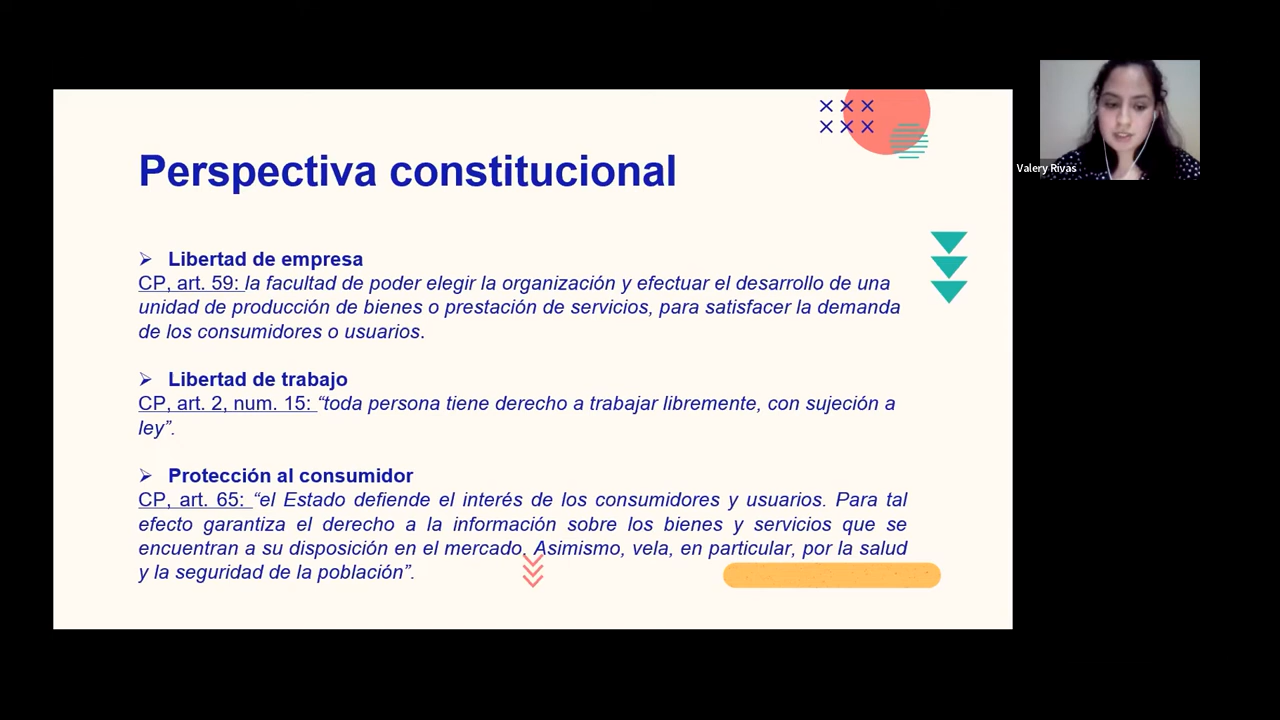 Perspectiva constitucional
➢ Libertad de empresa
CP, art. 59: la facultad de poder elegir la organización y efectuar el desarrollo de una
unidad de producción de bienes o prestación de servicios, para satisfacer la demanda
de los consumidores o usuarios.
➢ Libertad de trabajo
CP, art. 2, num. 15: “toda persona tiene derecho a trabajar libremente, con sujeción a
ley”.
➢ Protección al consumidor
CP, art. 65: “el Estado defiende el interés de los consumidores y usuarios. Para tal
efecto garantiza el derecho a la información sobre los bienes y servicios que se
encuentran a su disposición en el mercado. Asimismo, vela, en particular, por la salud
y la seguridad de la población”.
Valery Rivas